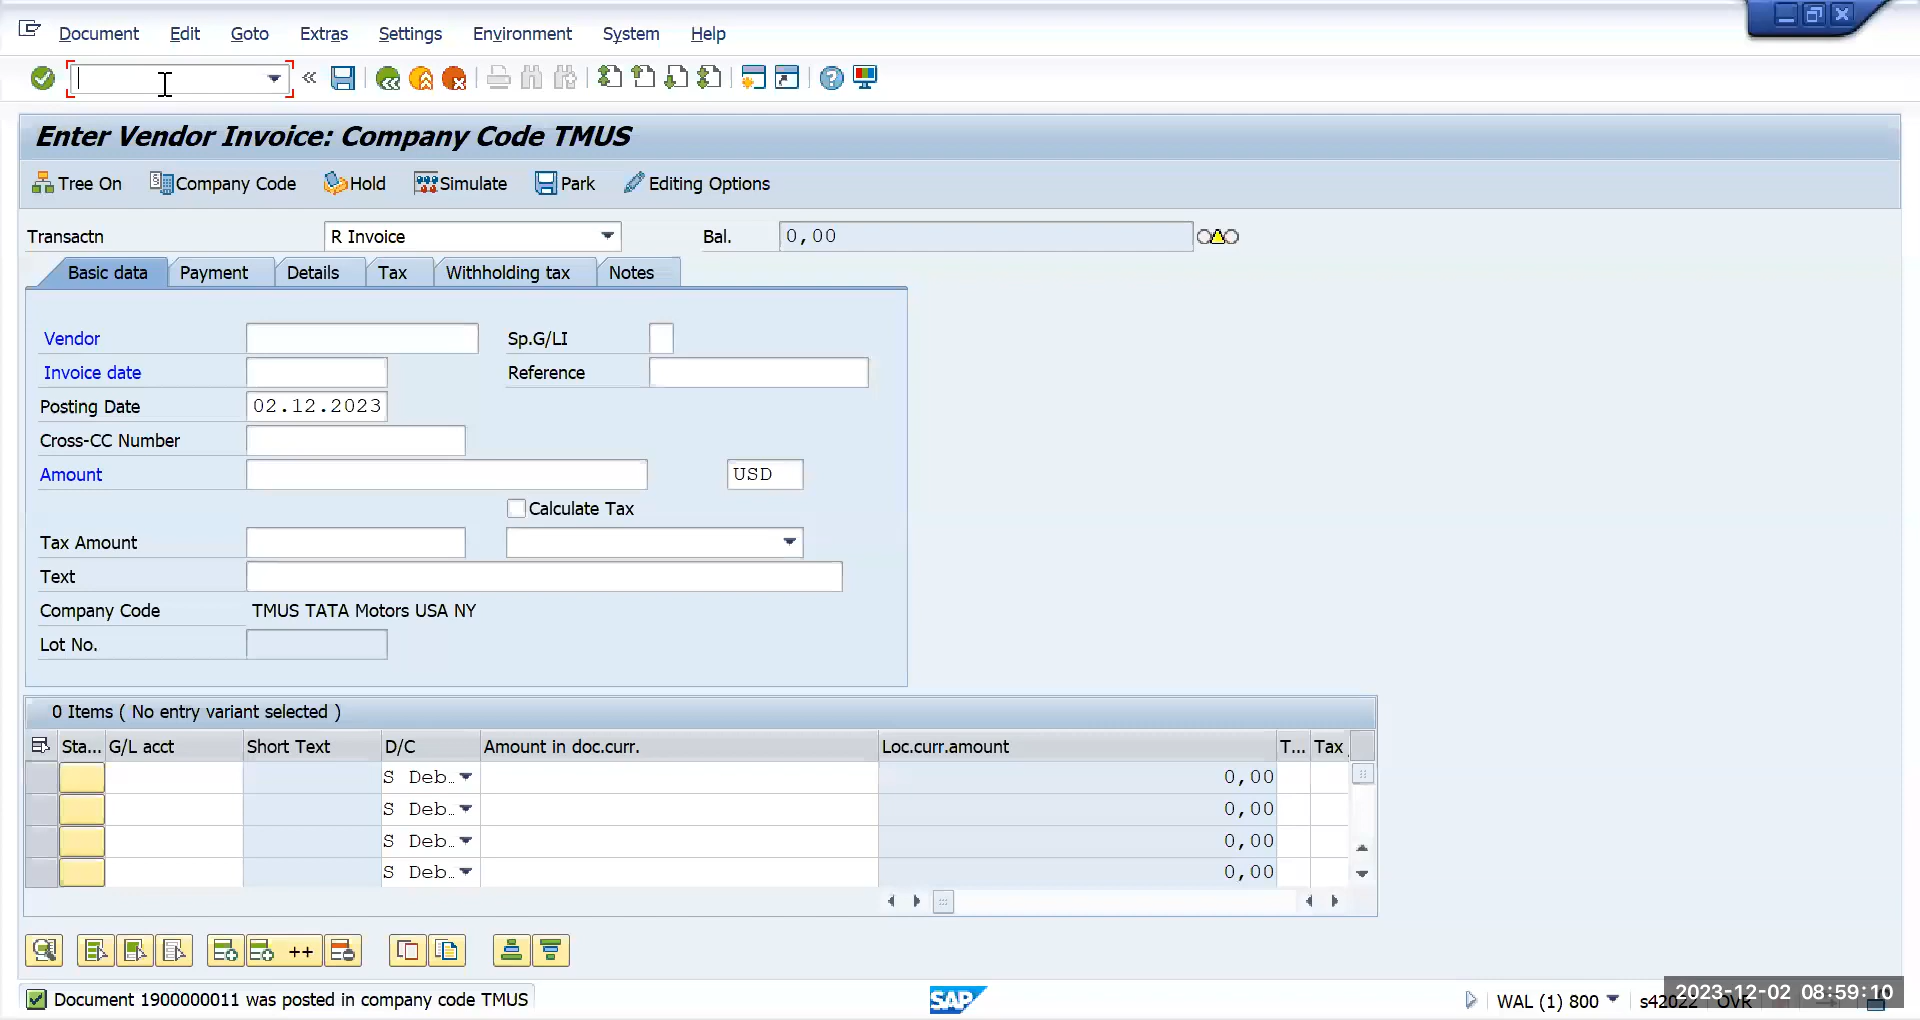 Document Edit Goto Extras Settings Environment System Help
Enter Vendor Invoice: Company Code TMUS
Tree On Company Code Hold Simulate Park Editing Options
Transactn R Invoice Bal. 0,00
Basic data Payment Details Tax Withholding tax Notes
Vendor Sp.G/LI
Invoice date Reference
Posting Date 02.12.2023
Cross-CC Number
Amount USD
Calculate Tax
Tax Amount
Text
Company Code TMUS TATA Motors USA NY
Lot No.
0 Items ( No entry variant selected )
Sta... G/L acct Short Text D/C Amount in doc.curr. Loc.curr.amount T... Tax
S Deb.. 0,00
S Deb.. 0,00
S Deb.. 0,00
S Deb.. 0,00
++
Document 1900000011 was posted in company code TMUS SAP WAL (1) 800 s42022 OVR
2023-12-02 08:59:10